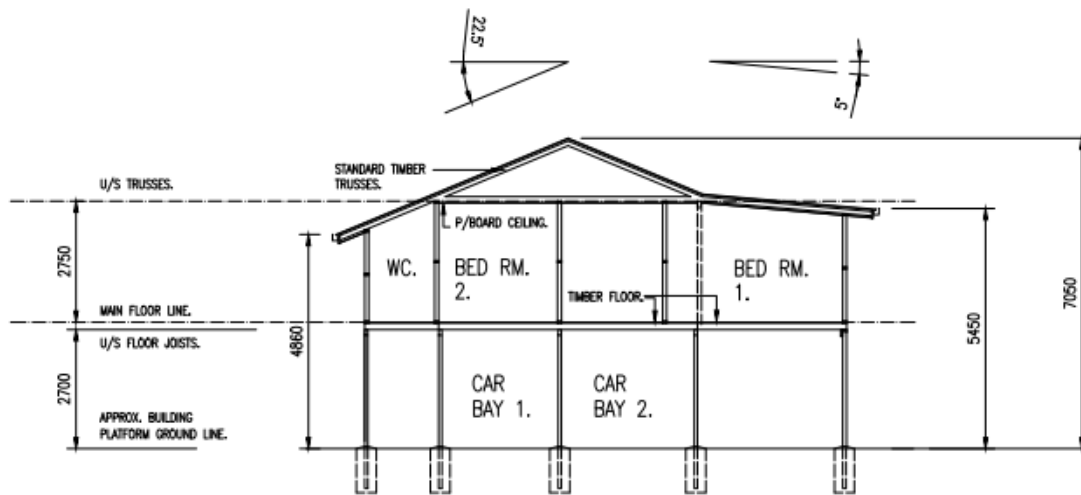 22.5°
5°
STANDARD TIMBER
TRUSSES.
U/S TRUSSES.
P/BOARD CEILING.
2750
WC.
BED RM.
2.
BED RM.
1.
TIMBER FLOOR.
MAIN FLOOR LINE.
U/S FLOOR JOISTS.
4860
5450
7050
2700
CAR
BAY 1.
CAR
BAY 2.
APPROX. BUILDING
PLATFORM GROUND LINE.